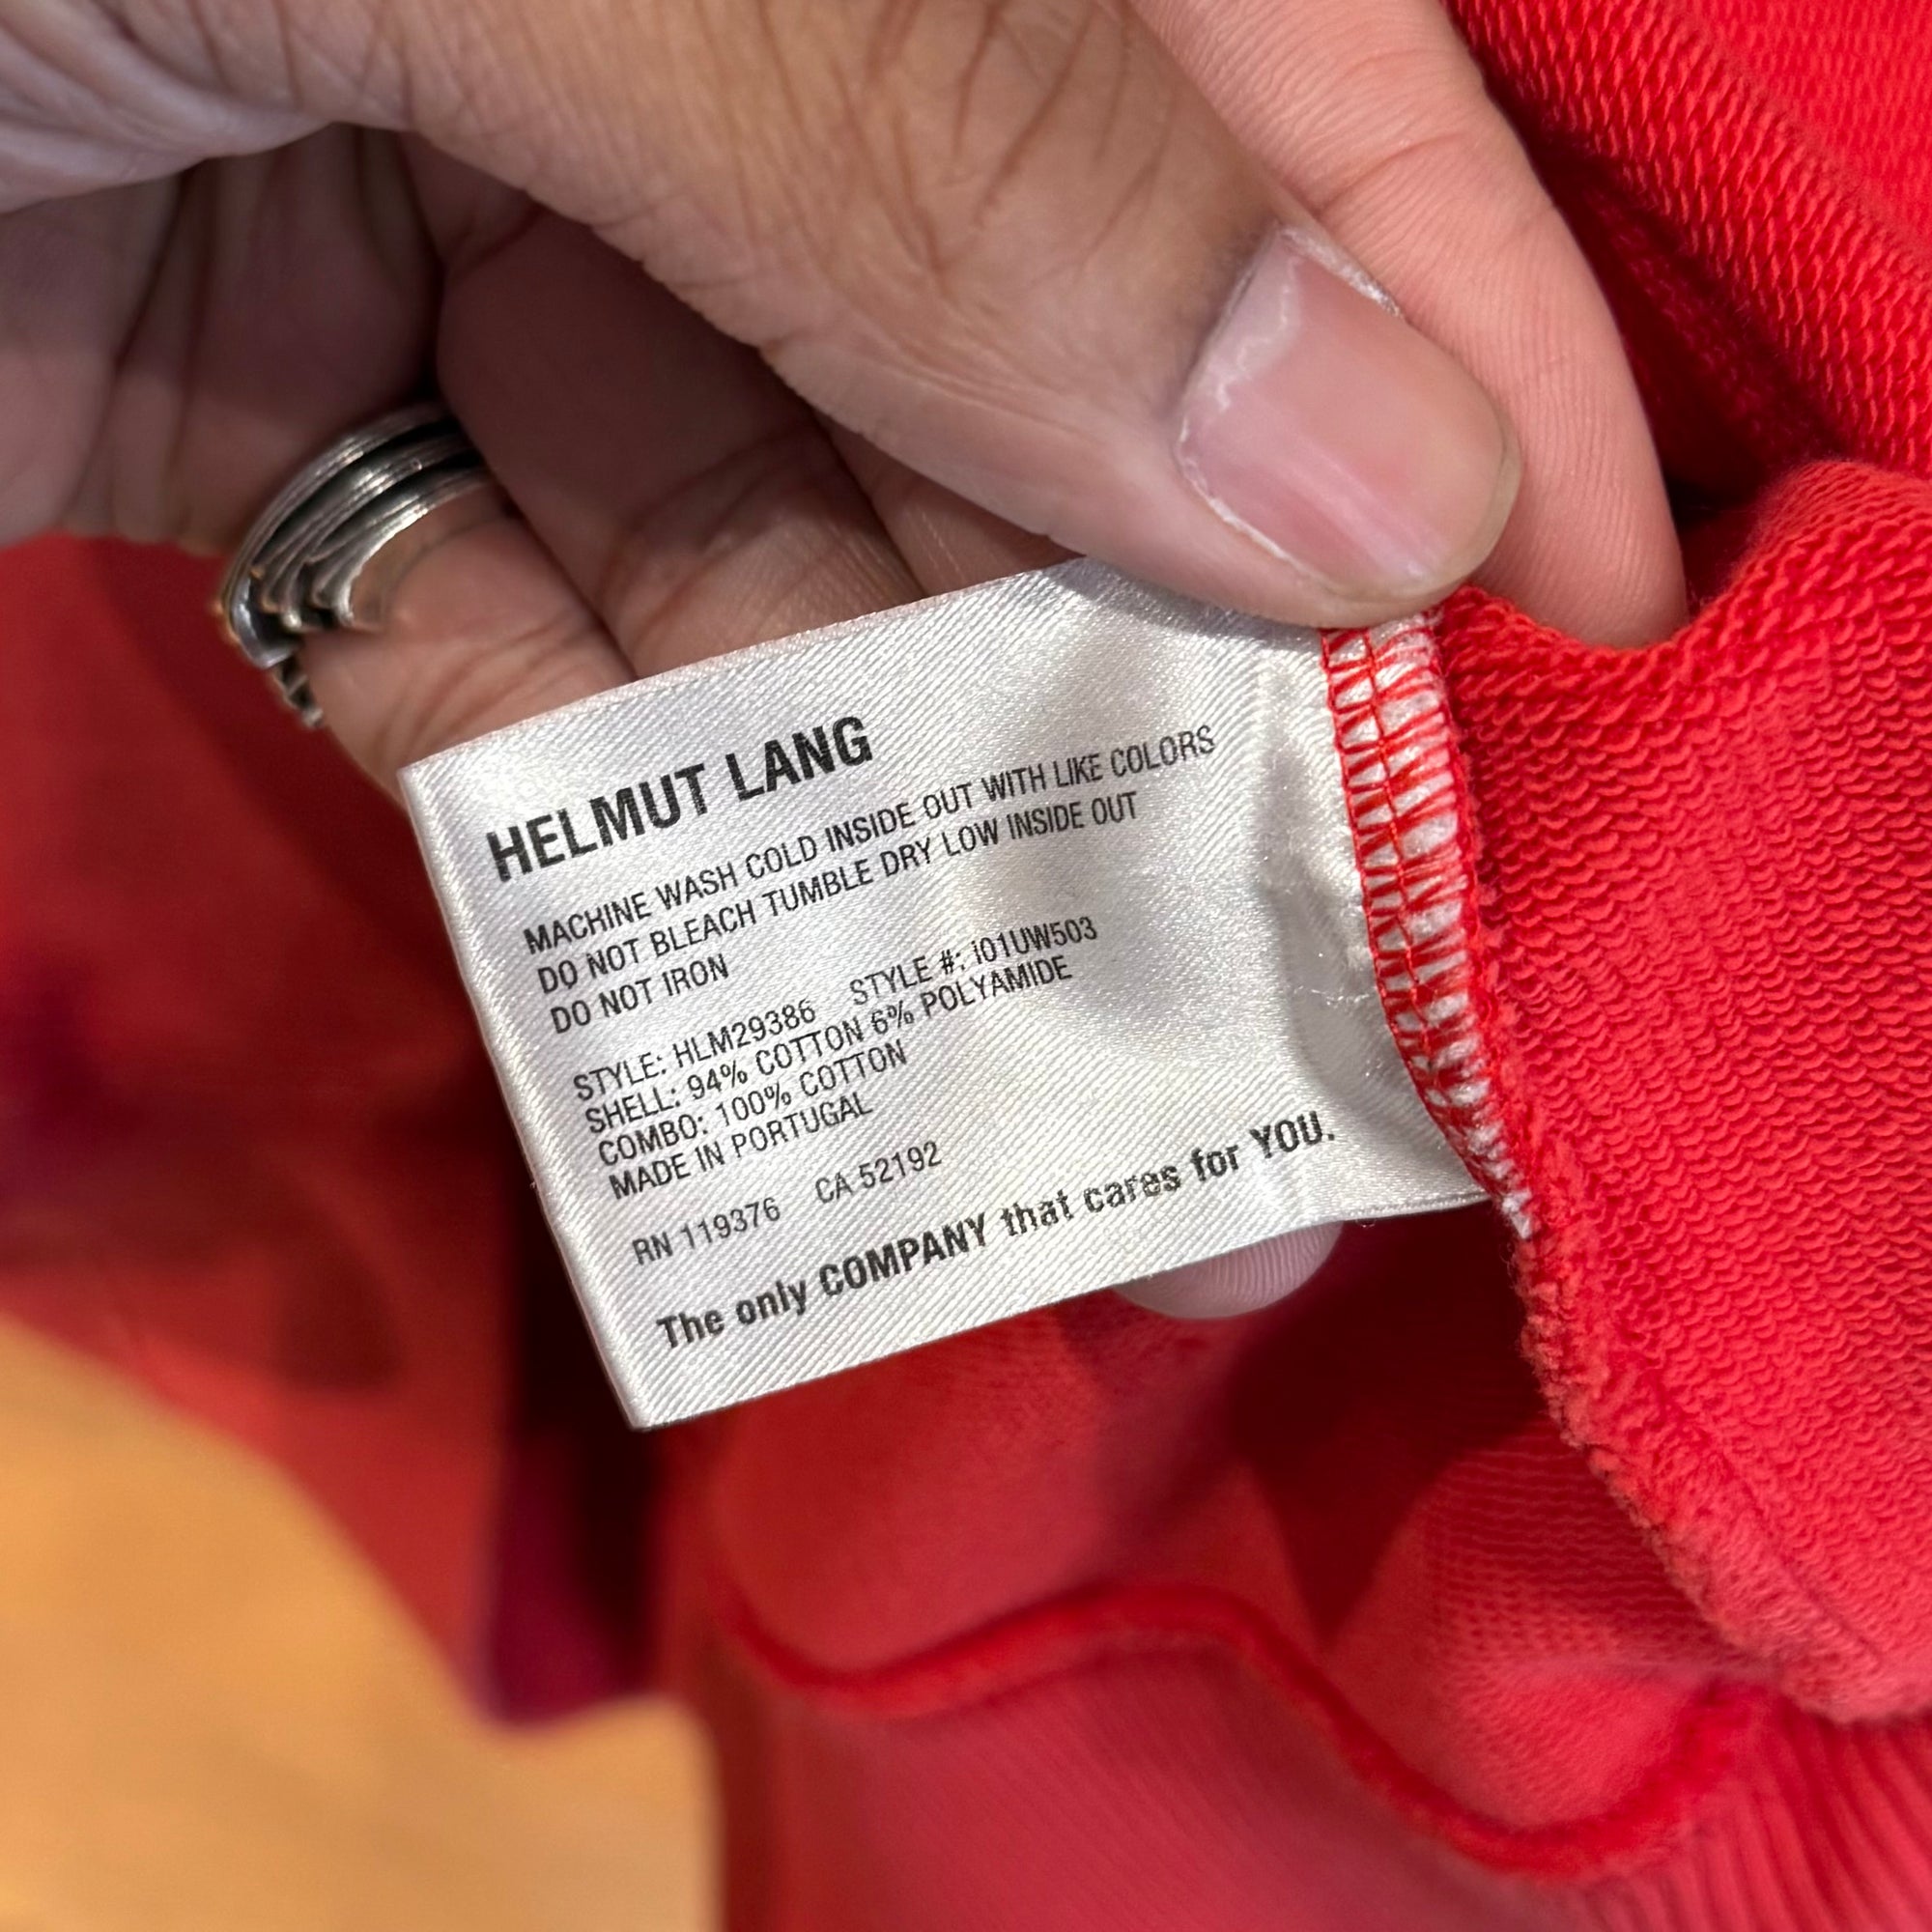 HELMUT LANG
MACHINE WASH COLD INSIDE OUT WITH LIKE COLORS
DO NOT BLEACH TUMBLE DRY LOW INSIDE OUT
DO NOT IRON
STYLE: HLM29386 STYLE #: I01UW503
SHELL: 94% COTTON 6% POLYAMIDE
COMBO: 100% COTTON
MADE IN PORTUGAL
RN 119376 CA 52192
The only COMPANY that cares for YOU.